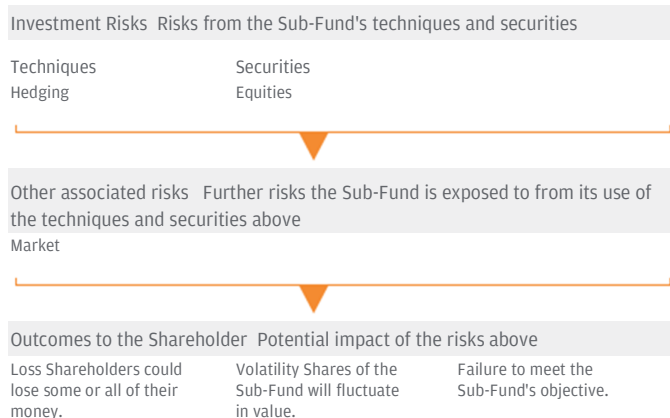 Investment Risks Risks from the Sub-Fund's techniques and securities
Techniques Securities
Hedging Equities
Other associated risks Further risks the Sub-Fund is exposed to from its use of
the techniques and securities above
Market
Outcomes to the Shareholder Potential impact of the risks above
Loss Shareholders could
lose some or all of their
money.
Volatility Shares of the
Sub-Fund will fluctuate
in value.
Failure to meet the
Sub-Fund's objective.